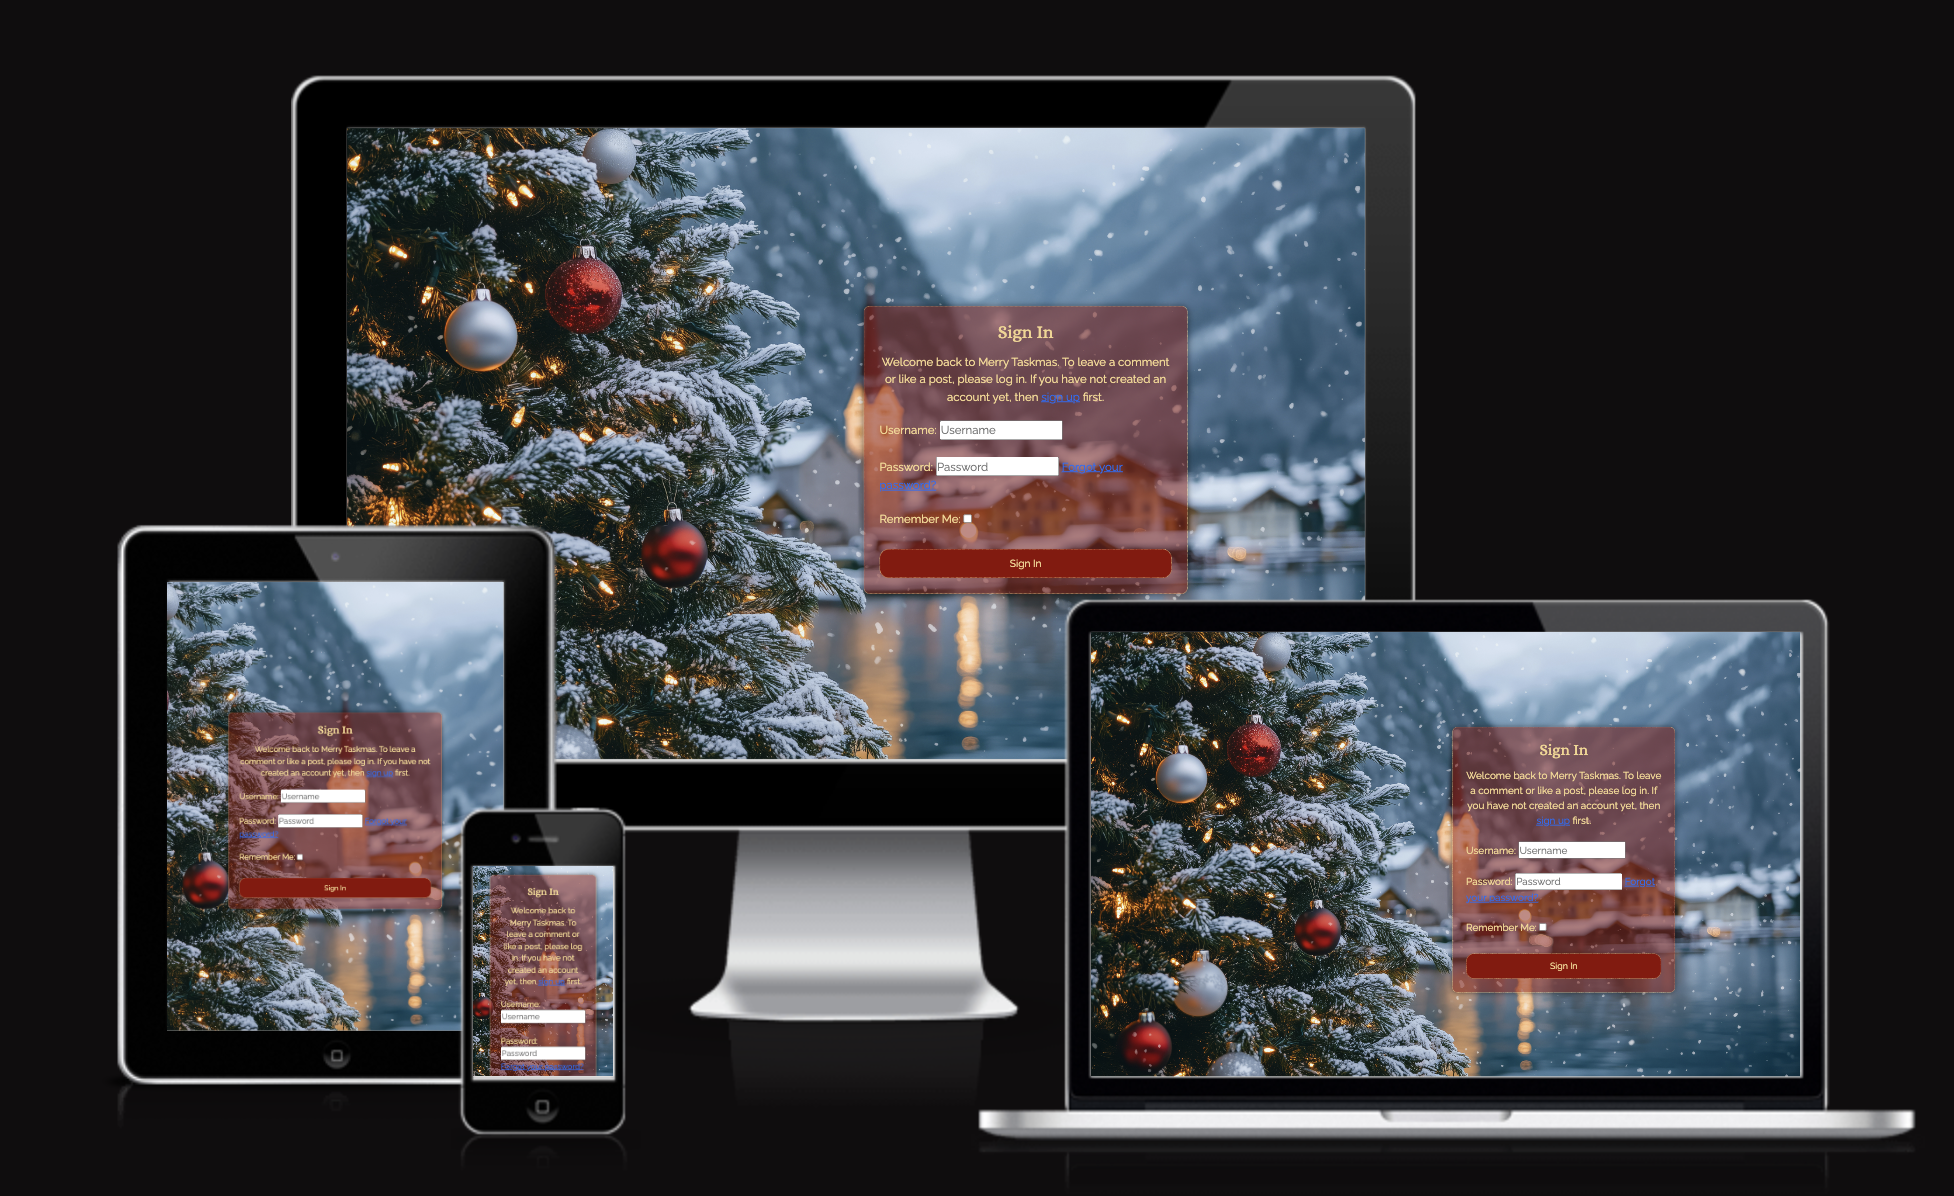 Sign In
Welcome back to Merry Taskmas. To leave a comment
or like a post, please log in. If you have not created an
account yet, then sign up first.
Username: Username
Password: Password Forgot your
password?
Remember Me:
Sign In
Sign In
Welcome back to Merry Taskmas. To leave a
comment or like a post, please log in. If you have not
created an account yet, then sign up first.
Username: Username
Password: Password
Remember Me:
Sign In
Sign In
Welcome back to
Merry Taskmas. To
leave a comment or
like a post, please log
in. If you have not
created an account
yet, then sign up first.
Username:
Username
Password:
Password
Forgot your password?
Sign In
Welcome back to Merry Taskmas. To leave
a comment or like a post, please log in. If
you have not created an account yet, then
sign up first.
Username: Username
Password: Password Forgot
your password?
Remember Me:
Sign In